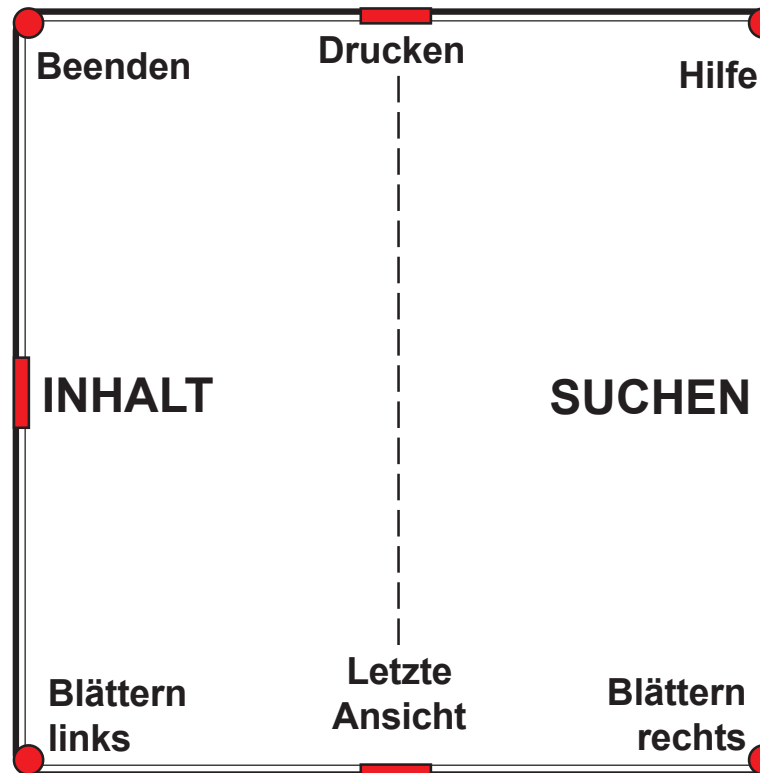 Beenden
Drucken
Hilfe
INHALT
SUCHEN
Blättern
links
Letzte
Ansicht
Blättern
rechts